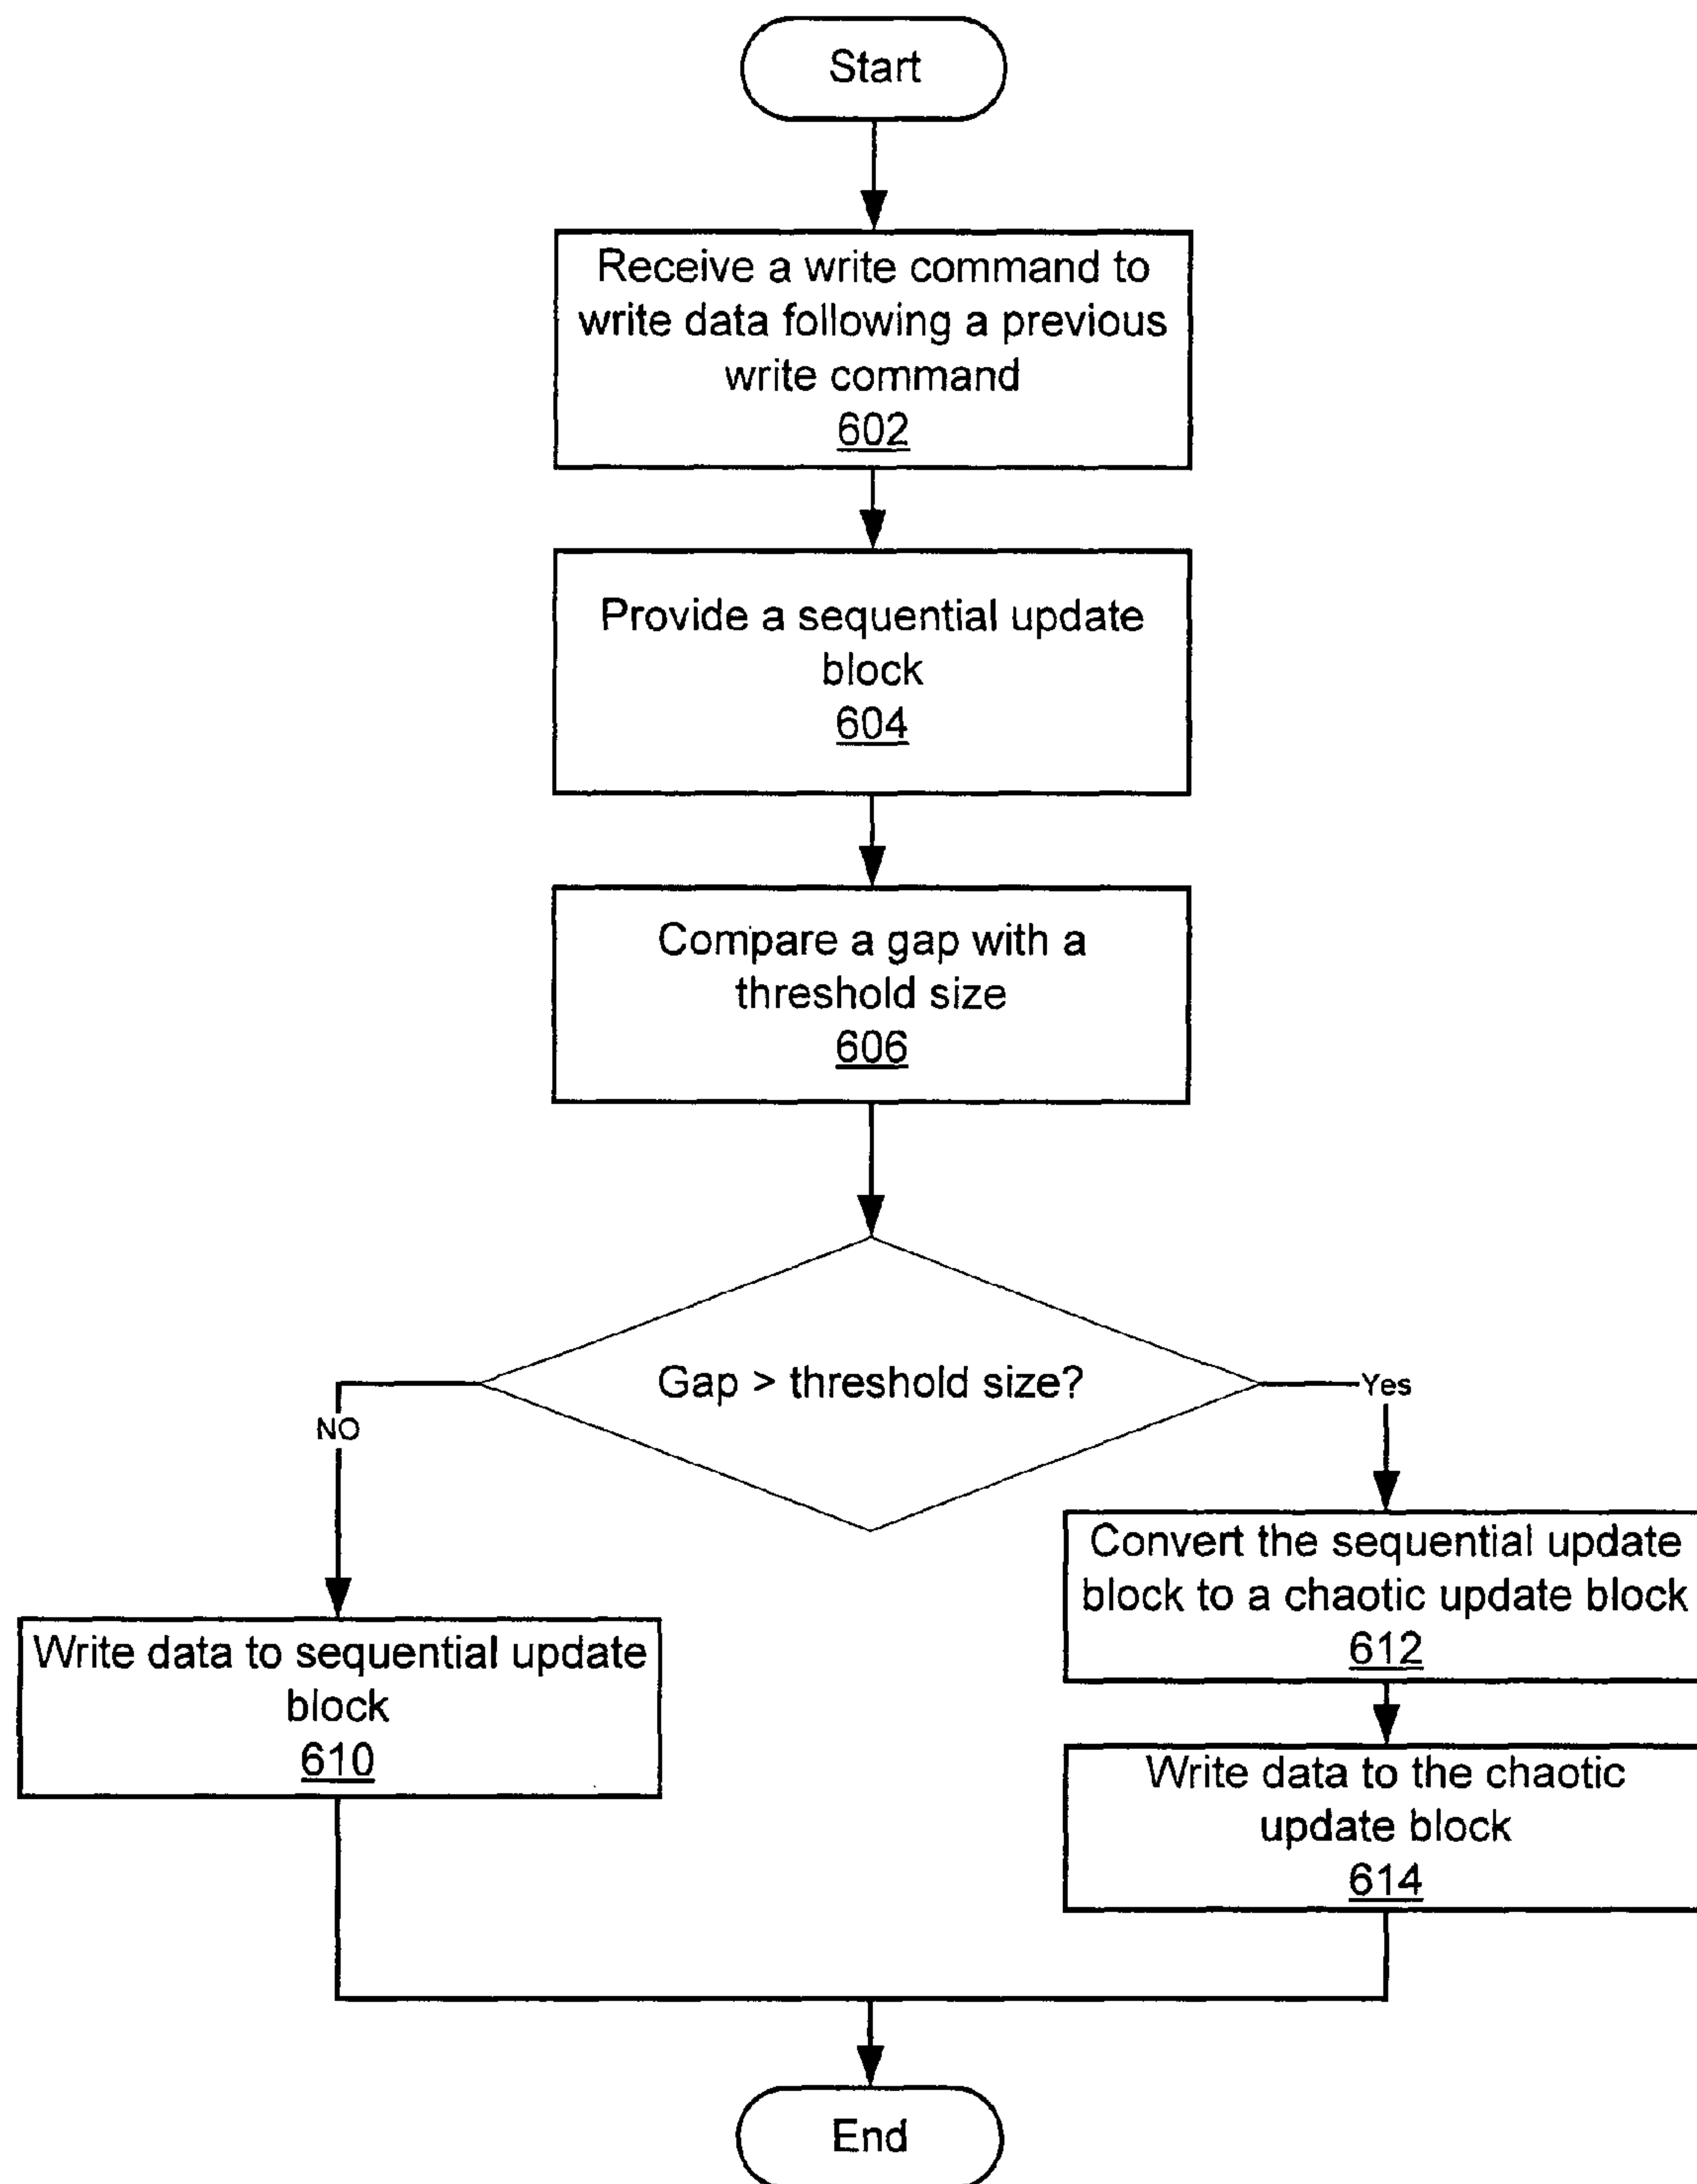 Start
Receive a write command to
write data following a previous
write command
602
Provide a sequential update
block
604
Compare a gap with a
threshold size
606
Gap > threshold size?
Yes
NO
Convert the sequential update
block to a chaotic update block
612
Write data to sequential update
block
610
Write data to the chaotic
update block
614
End